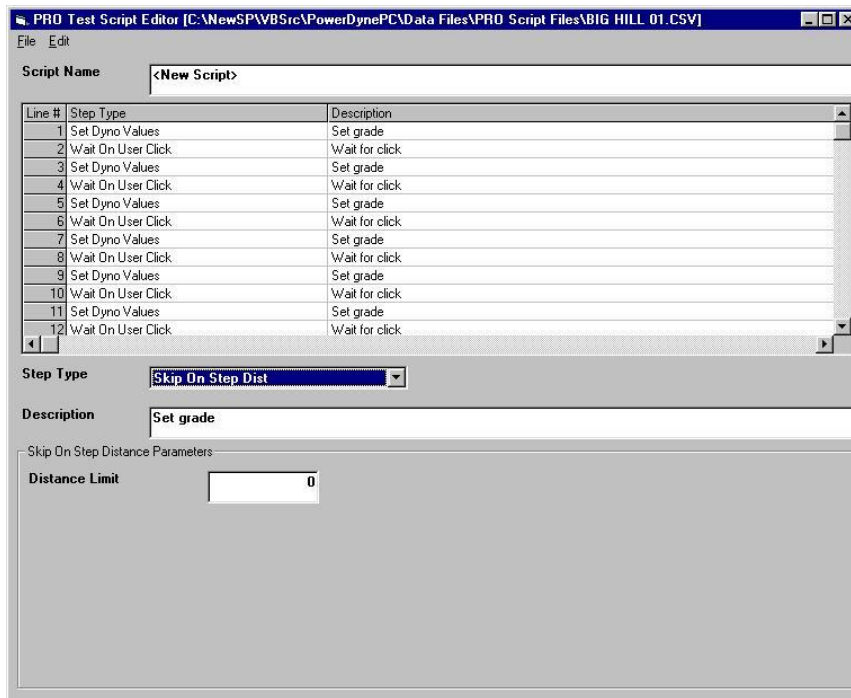 PRO Test Script Editor [C:\NewSP\VBSrc\PowerDynePC\Data Files\PRO Script Files\BIG HILL 01.CSV]
File Edit
Script Name <New Script>
Line # Step Type Description
1 Set Dyno Values Set grade
2 Wait On User Click Wait for click
3 Set Dyno Values Set grade
4 Wait On User Click Wait for click
5 Set Dyno Values Set grade
6 Wait On User Click Wait for click
7 Set Dyno Values Set grade
8 Wait On User Click Wait for click
9 Set Dyno Values Set grade
10 Wait On User Click Wait for click
11 Set Dyno Values Set grade
12 Wait On User Click Wait for click
Step Type Skip On Step Dist
Description Set grade
Skip On Step Distance Parameters
Distance Limit 0